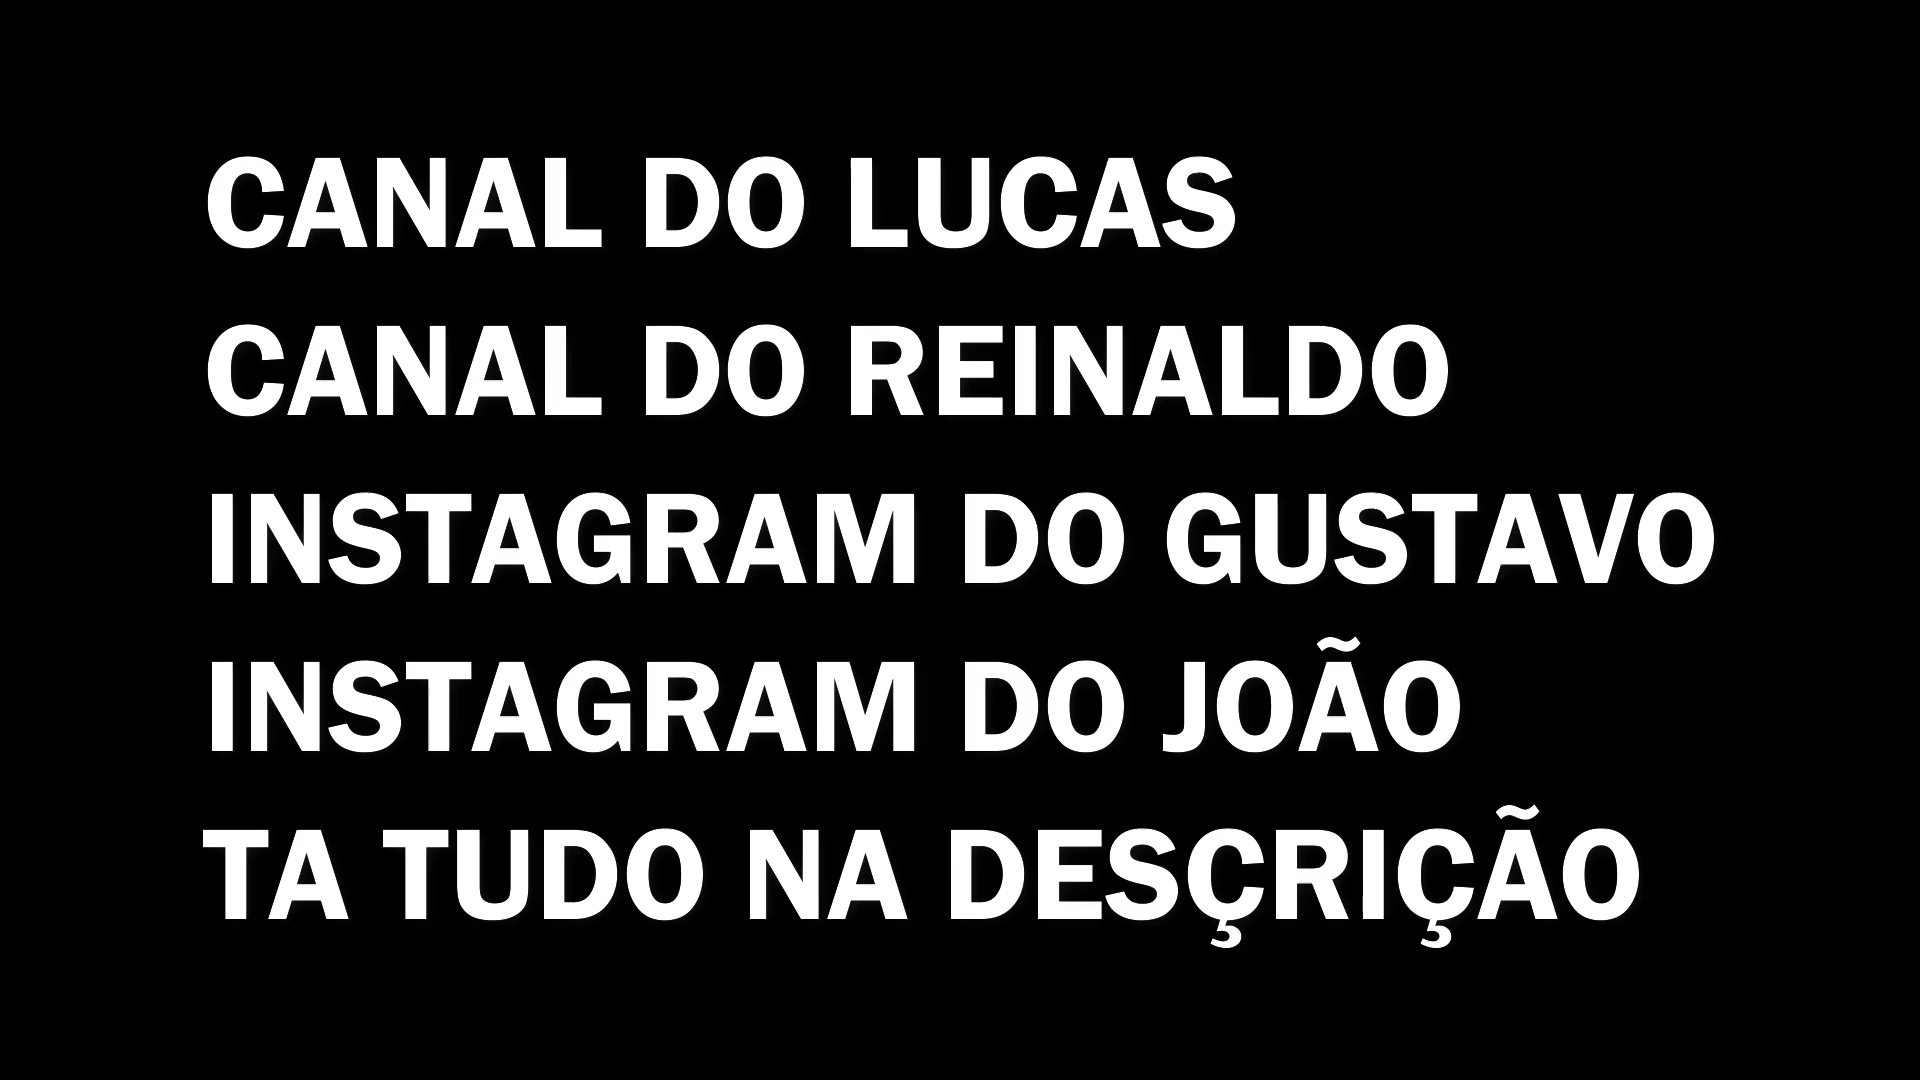 CANAL DO LUCAS
CANAL DO REINALDO
INSTAGRAM DO GUSTAVO
INSTAGRAM DO JOÃO
TA TUDO NA DESÇRIÇÃO